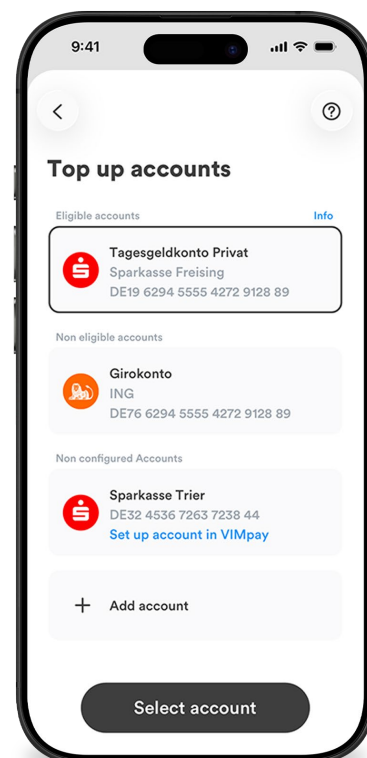 9:41
Top up accounts
Eligible accounts Info
Tagesgeldkonto Privat
Sparkasse Freising
DE19 6294 5555 4272 9128 89
Non eligible accounts
Girokonto
ING
DE76 6294 5555 4272 9128 89
Non configured Accounts
Sparkasse Trier
DE32 4536 7263 7238 44
Set up account in VIMpay
+ Add account
Select account